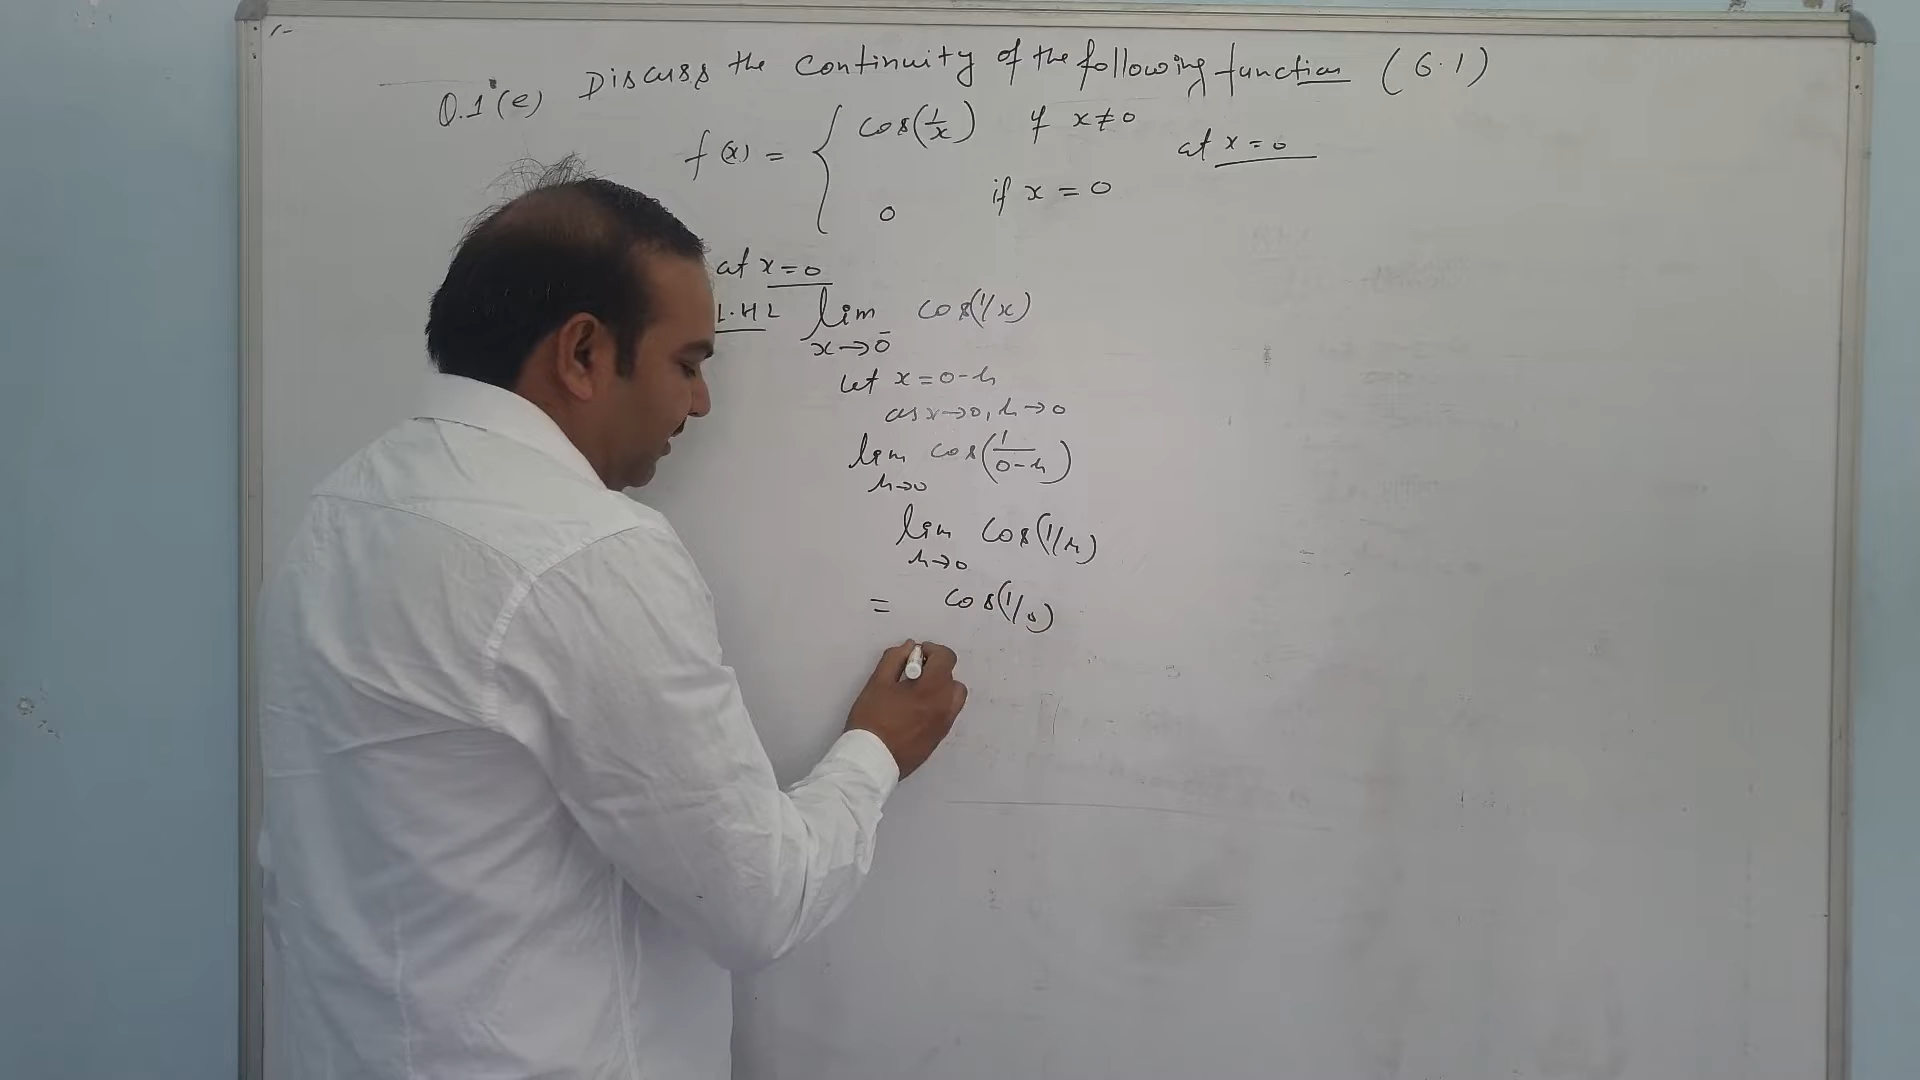 Q.1 (e) Discuss the continuity of the following function (6.1)
f(x) = { cos(1/x) if x≠0
at x=0
0 if x = 0
at x=0
L.HL lim x→0⁻ cos(1/x)
let x=0-h
as x→0, h→0
lim h→0 cos(1/0-h)
lim h→0 cos(1/h)
= cos(1/0)